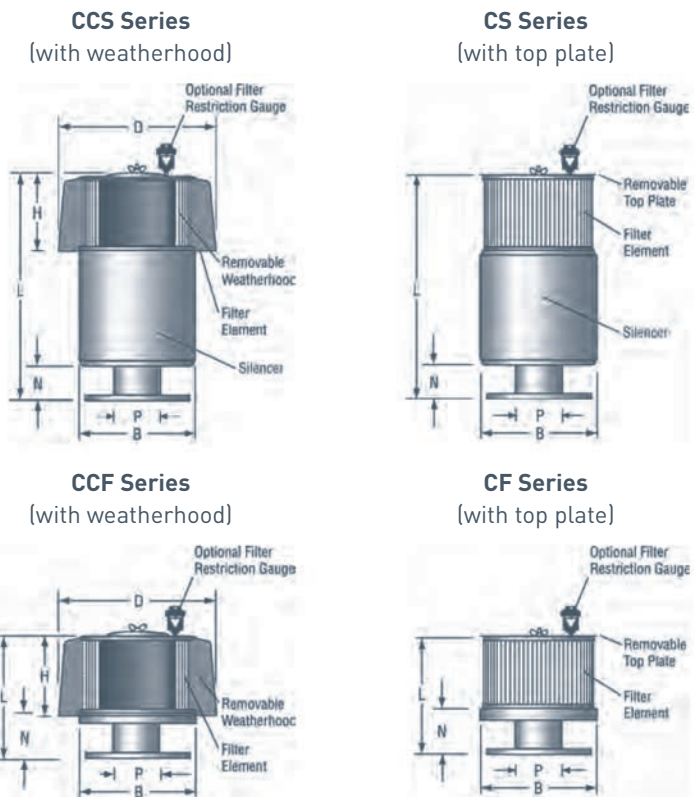 CCS Series
(with weatherhood)
Optional Filter
Restriction Gauge
D
H
L
Removable
Weatherhooc
Filter
Element
Silencer
N
P
B
CS Series
(with top plate)
Optional Filter
Restriction Gauge
Removable
Top Plate
Filter
Element
L
Silencer
N
P
B
CCF Series
(with weatherhood)
Optional Filter
Restriction Gauge
D
L
H
Removable
Weatherhooc
N
Filter
Element
P
B
CF Series
(with top plate)
Optional Filter
Restriction Gauge
Removable
Top Plate
L
Filter
Element
N
P
B